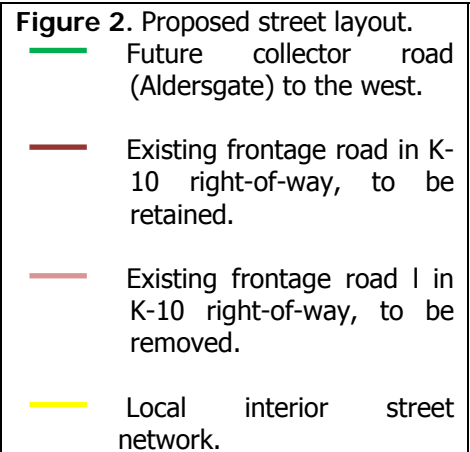 Figure 2. Proposed street layout.
Future collector road
(Aldersgate) to the west.
Existing frontage road in K-
10 right-of-way, to be
retained.
Existing frontage road l in
K-10 right-of-way, to be
removed.
Local interior street
network.